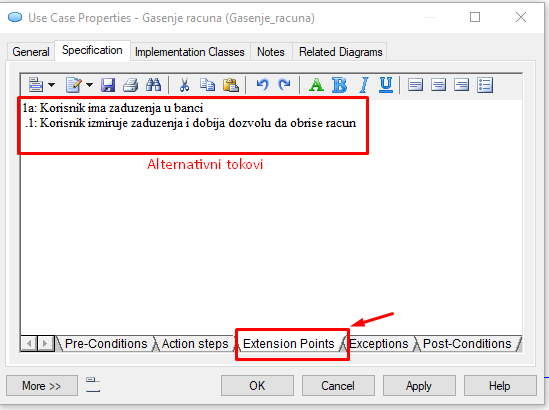 Use Case Properties - Gasenje racuna (Gasenje_racuna)
General Specification Implementation Classes Notes Related Diagrams
A B I U
1a: Korisnik ima zaduzenja u banci
.1: Korisnik izmiruje zaduzenja i dobija dozvolu da obrise racun
Alternativni tokovi
Pre-Conditions Action steps Extension Points Exceptions Post-Conditions
More >> OK Cancel Apply Help